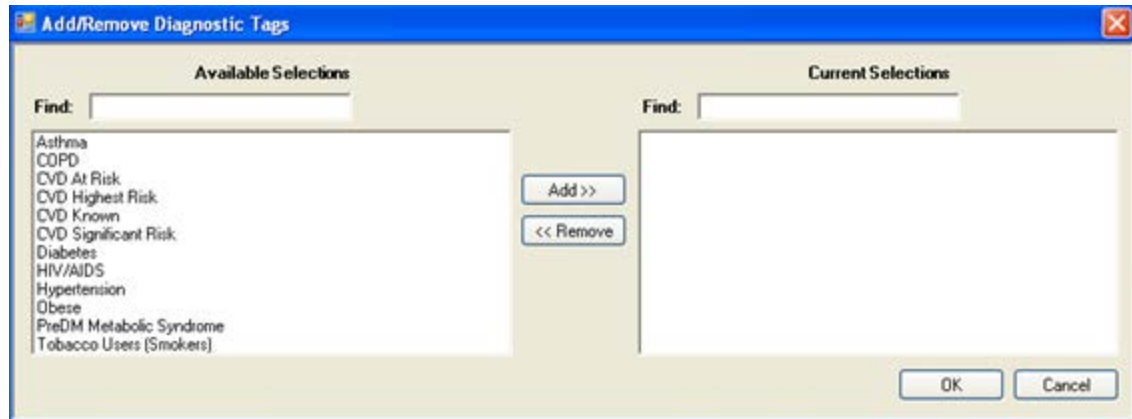 Add/Remove Diagnostic Tags
Available Selections
Current Selections
Find:
Find:
Asthma
COPD
CVD At Risk
CVD Highest Risk
CVD Known
CVD Significant Risk
Diabetes
HIV/AIDS
Hypertension
Obese
PreDM Metabolic Syndrome
Tobacco Users (Smokers)
Add >>
<< Remove
OK
Cancel